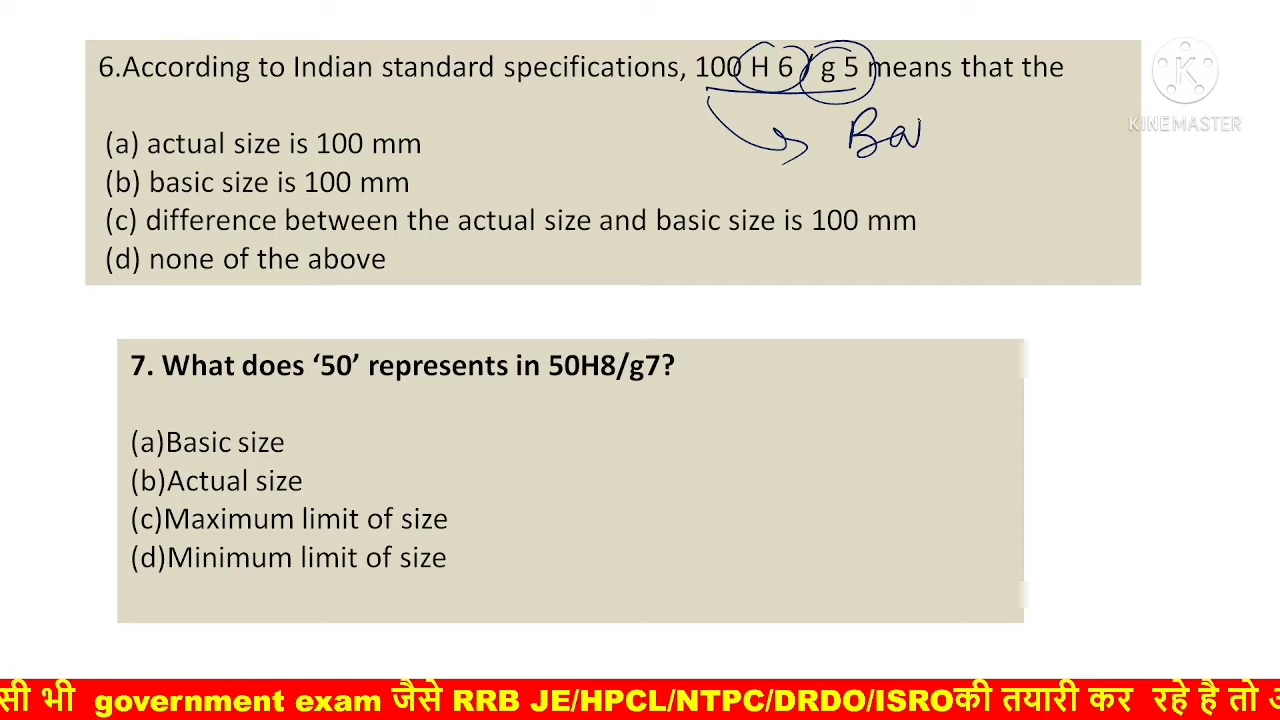 6.According to Indian standard specifications, 100 H 6 / g 5 means that the
Ba
KINEMASTER
(a) actual size is 100 mm
(b) basic size is 100 mm
(c) difference between the actual size and basic size is 100 mm
(d) none of the above
7. What does ‘50’ represents in 50H8/g7?
(a)Basic size
(b)Actual size
(c)Maximum limit of size
(d)Minimum limit of size
सी भी government exam जैसे RRB JE/HPCL/NTPC/DRDO/ISROकी तयारी कर रहे है तो